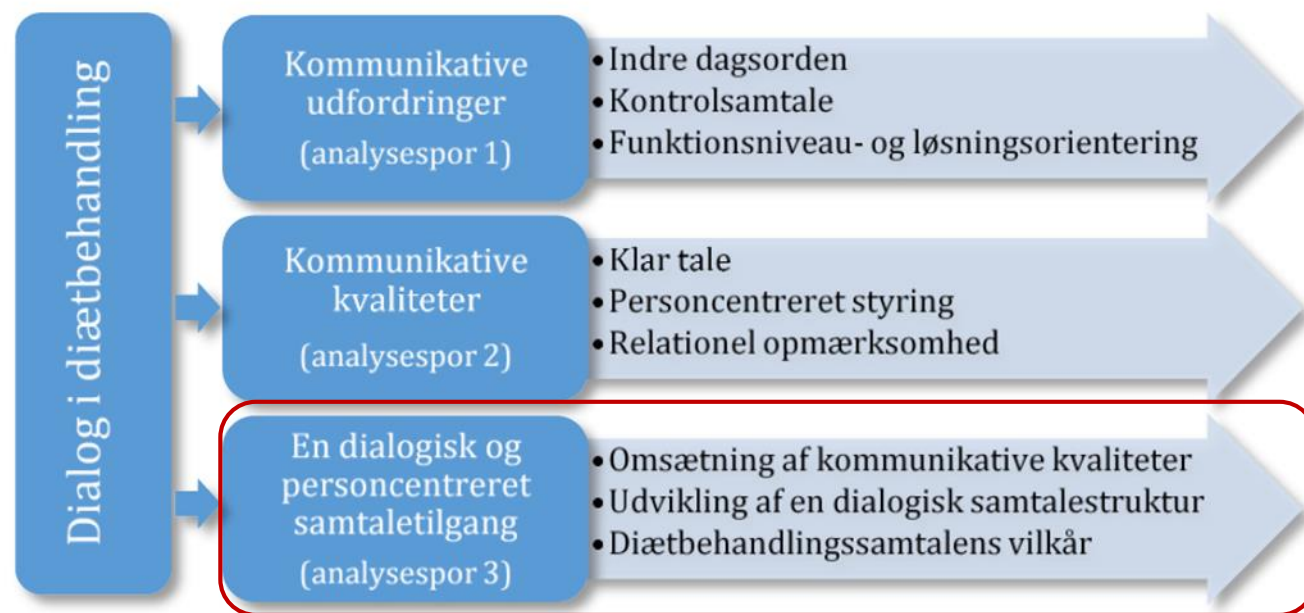 Dialog i diætbehandling
Kommunikative
udfordringer
(analysespor 1)
• Indre dagsorden
• Kontrolsamtale
• Funktionsniveau- og løsningsorientering
Kommunikative
kvaliteter
(analysespor 2)
• Klar tale
• Personcentreret styring
• Relationel opmærksomhed
En dialogisk og
personcentreret
samtaletilgang
(analysespor 3)
• Omsætning af kommunikative kvaliteter
• Udvikling af en dialogisk samtalestruktur
• Diætbehandlingssamtalens vilkår